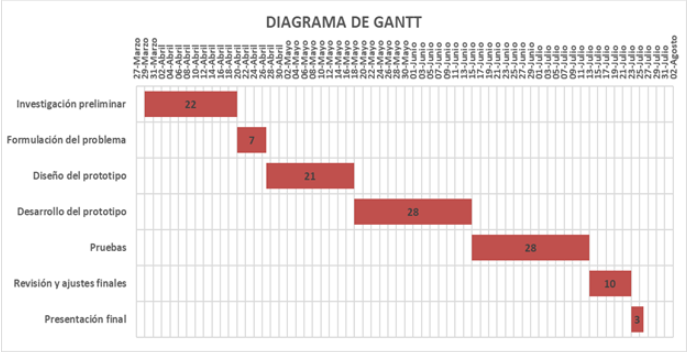 DIAGRAMA DE GANTT
27-Marzo
29-Marzo
31-Marzo
02-Abril
04-Abril
06-Abril
08-Abril
10-Abril
12-Abril
14-Abril
16-Abril
18-Abril
20-Abril
22-Abril
24-Abril
26-Abril
28-Abril
30-Abril
02-Mayo
04-Mayo
06-Mayo
08-Mayo
10-Mayo
12-Mayo
14-Mayo
16-Mayo
18-Mayo
20-Mayo
22-Mayo
24-Mayo
26-Mayo
28-Mayo
30-Mayo
01-Junio
03-Junio
05-Junio
07-Junio
09-Junio
11-Junio
13-Junio
15-Junio
17-Junio
19-Junio
21-Junio
23-Junio
25-Junio
27-Junio
29-Junio
01-Julio
03-Julio
05-Julio
07-Julio
09-Julio
11-Julio
13-Julio
15-Julio
17-Julio
19-Julio
21-Julio
23-Julio
25-Julio
27-Julio
29-Julio
31-Julio
02-Agosto
Investigación preliminar 22
Formulación del problema 7
Diseño del prototipo 21
Desarrollo del prototipo 28
Pruebas 28
Revisión y ajustes finales 10
Presentación final 3